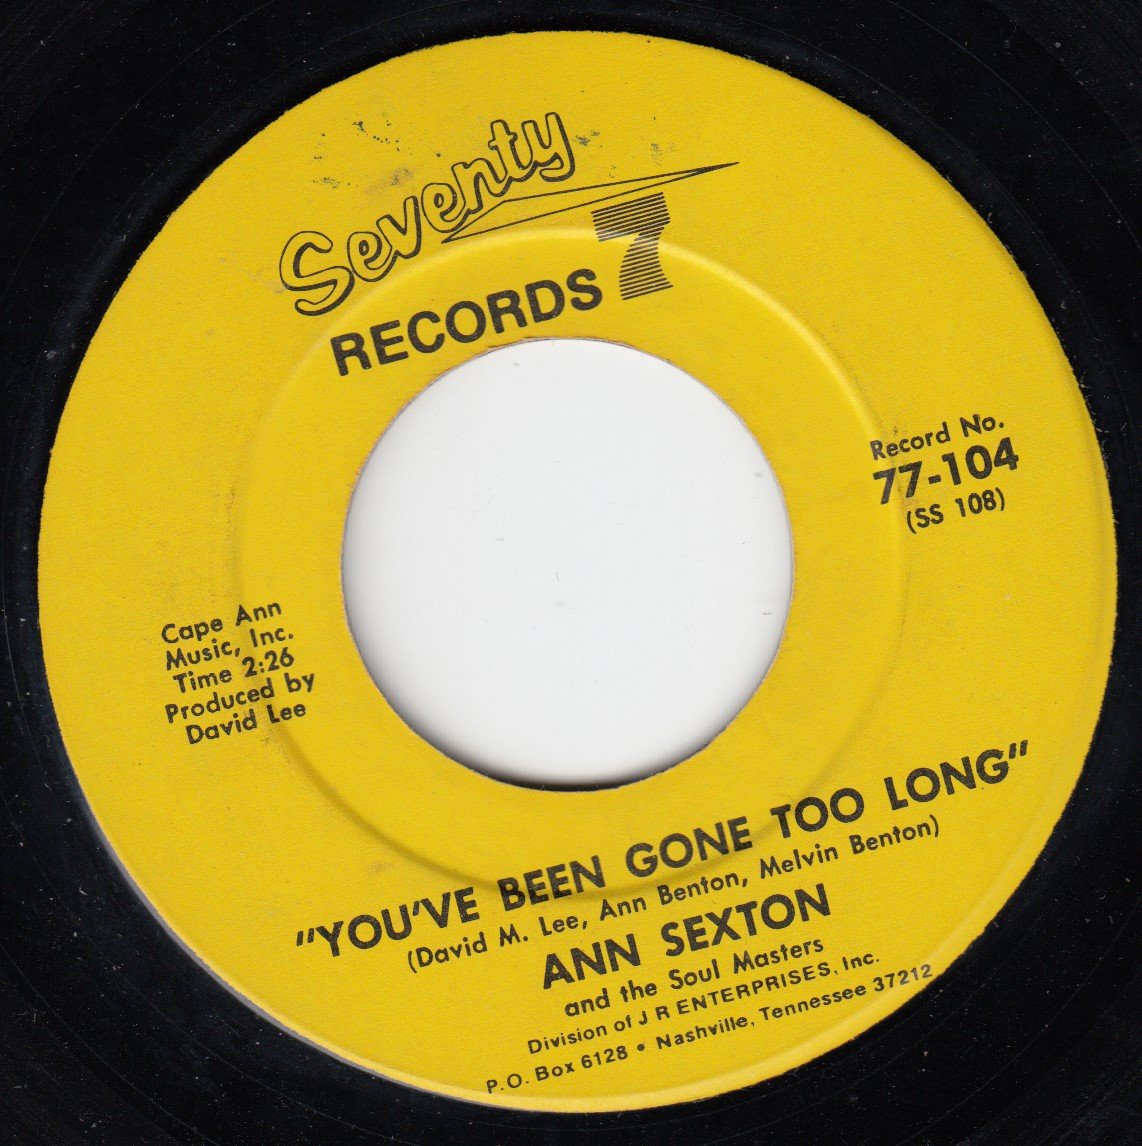 Seventy 7
RECORDS
Record No.
77-104
(SS 108)
Cape Ann
Music, Inc.
Time 2:26
Produced by
David Lee
"YOU'VE BEEN GONE TOO LONG"
(David M. Lee, Ann Benton, Melvin Benton)
ANN SEXTON
and the Soul Masters
Division of J R ENTERPRISES, Inc.
P.O. Box 6128 • Nashville, Tennessee 37212